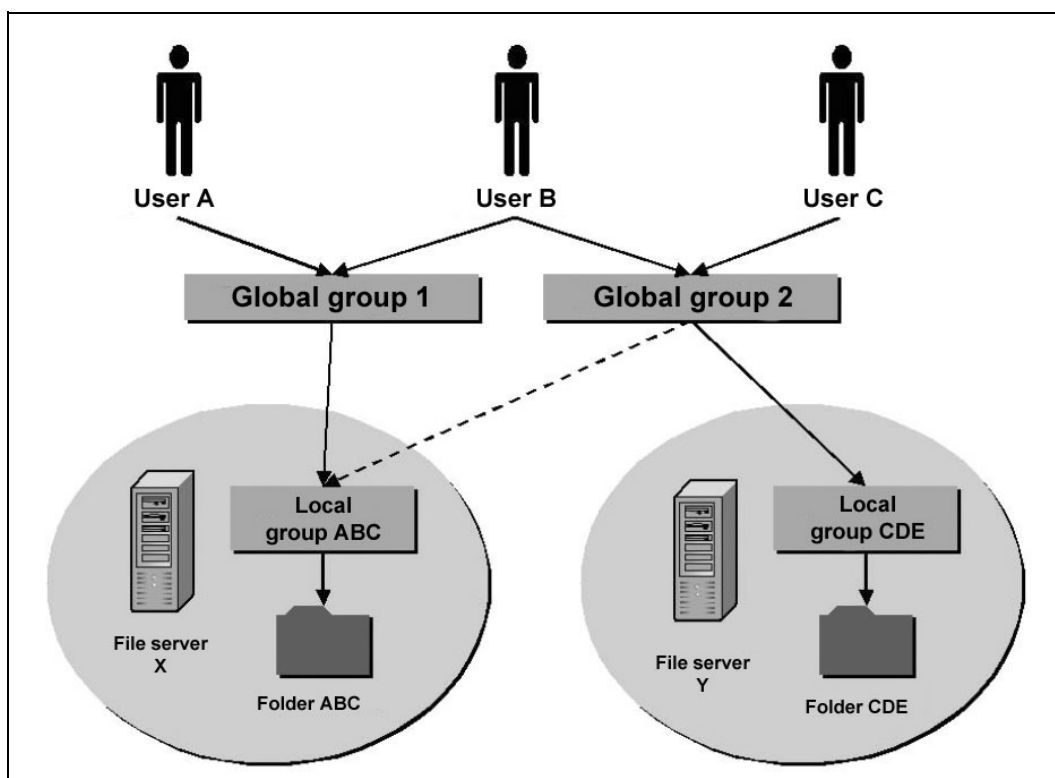 User A
User B
User C
Global group 1
Global group 2
Local
group ABC
Local
group CDE
File server
X
Folder ABC
File server
Y
Folder CDE